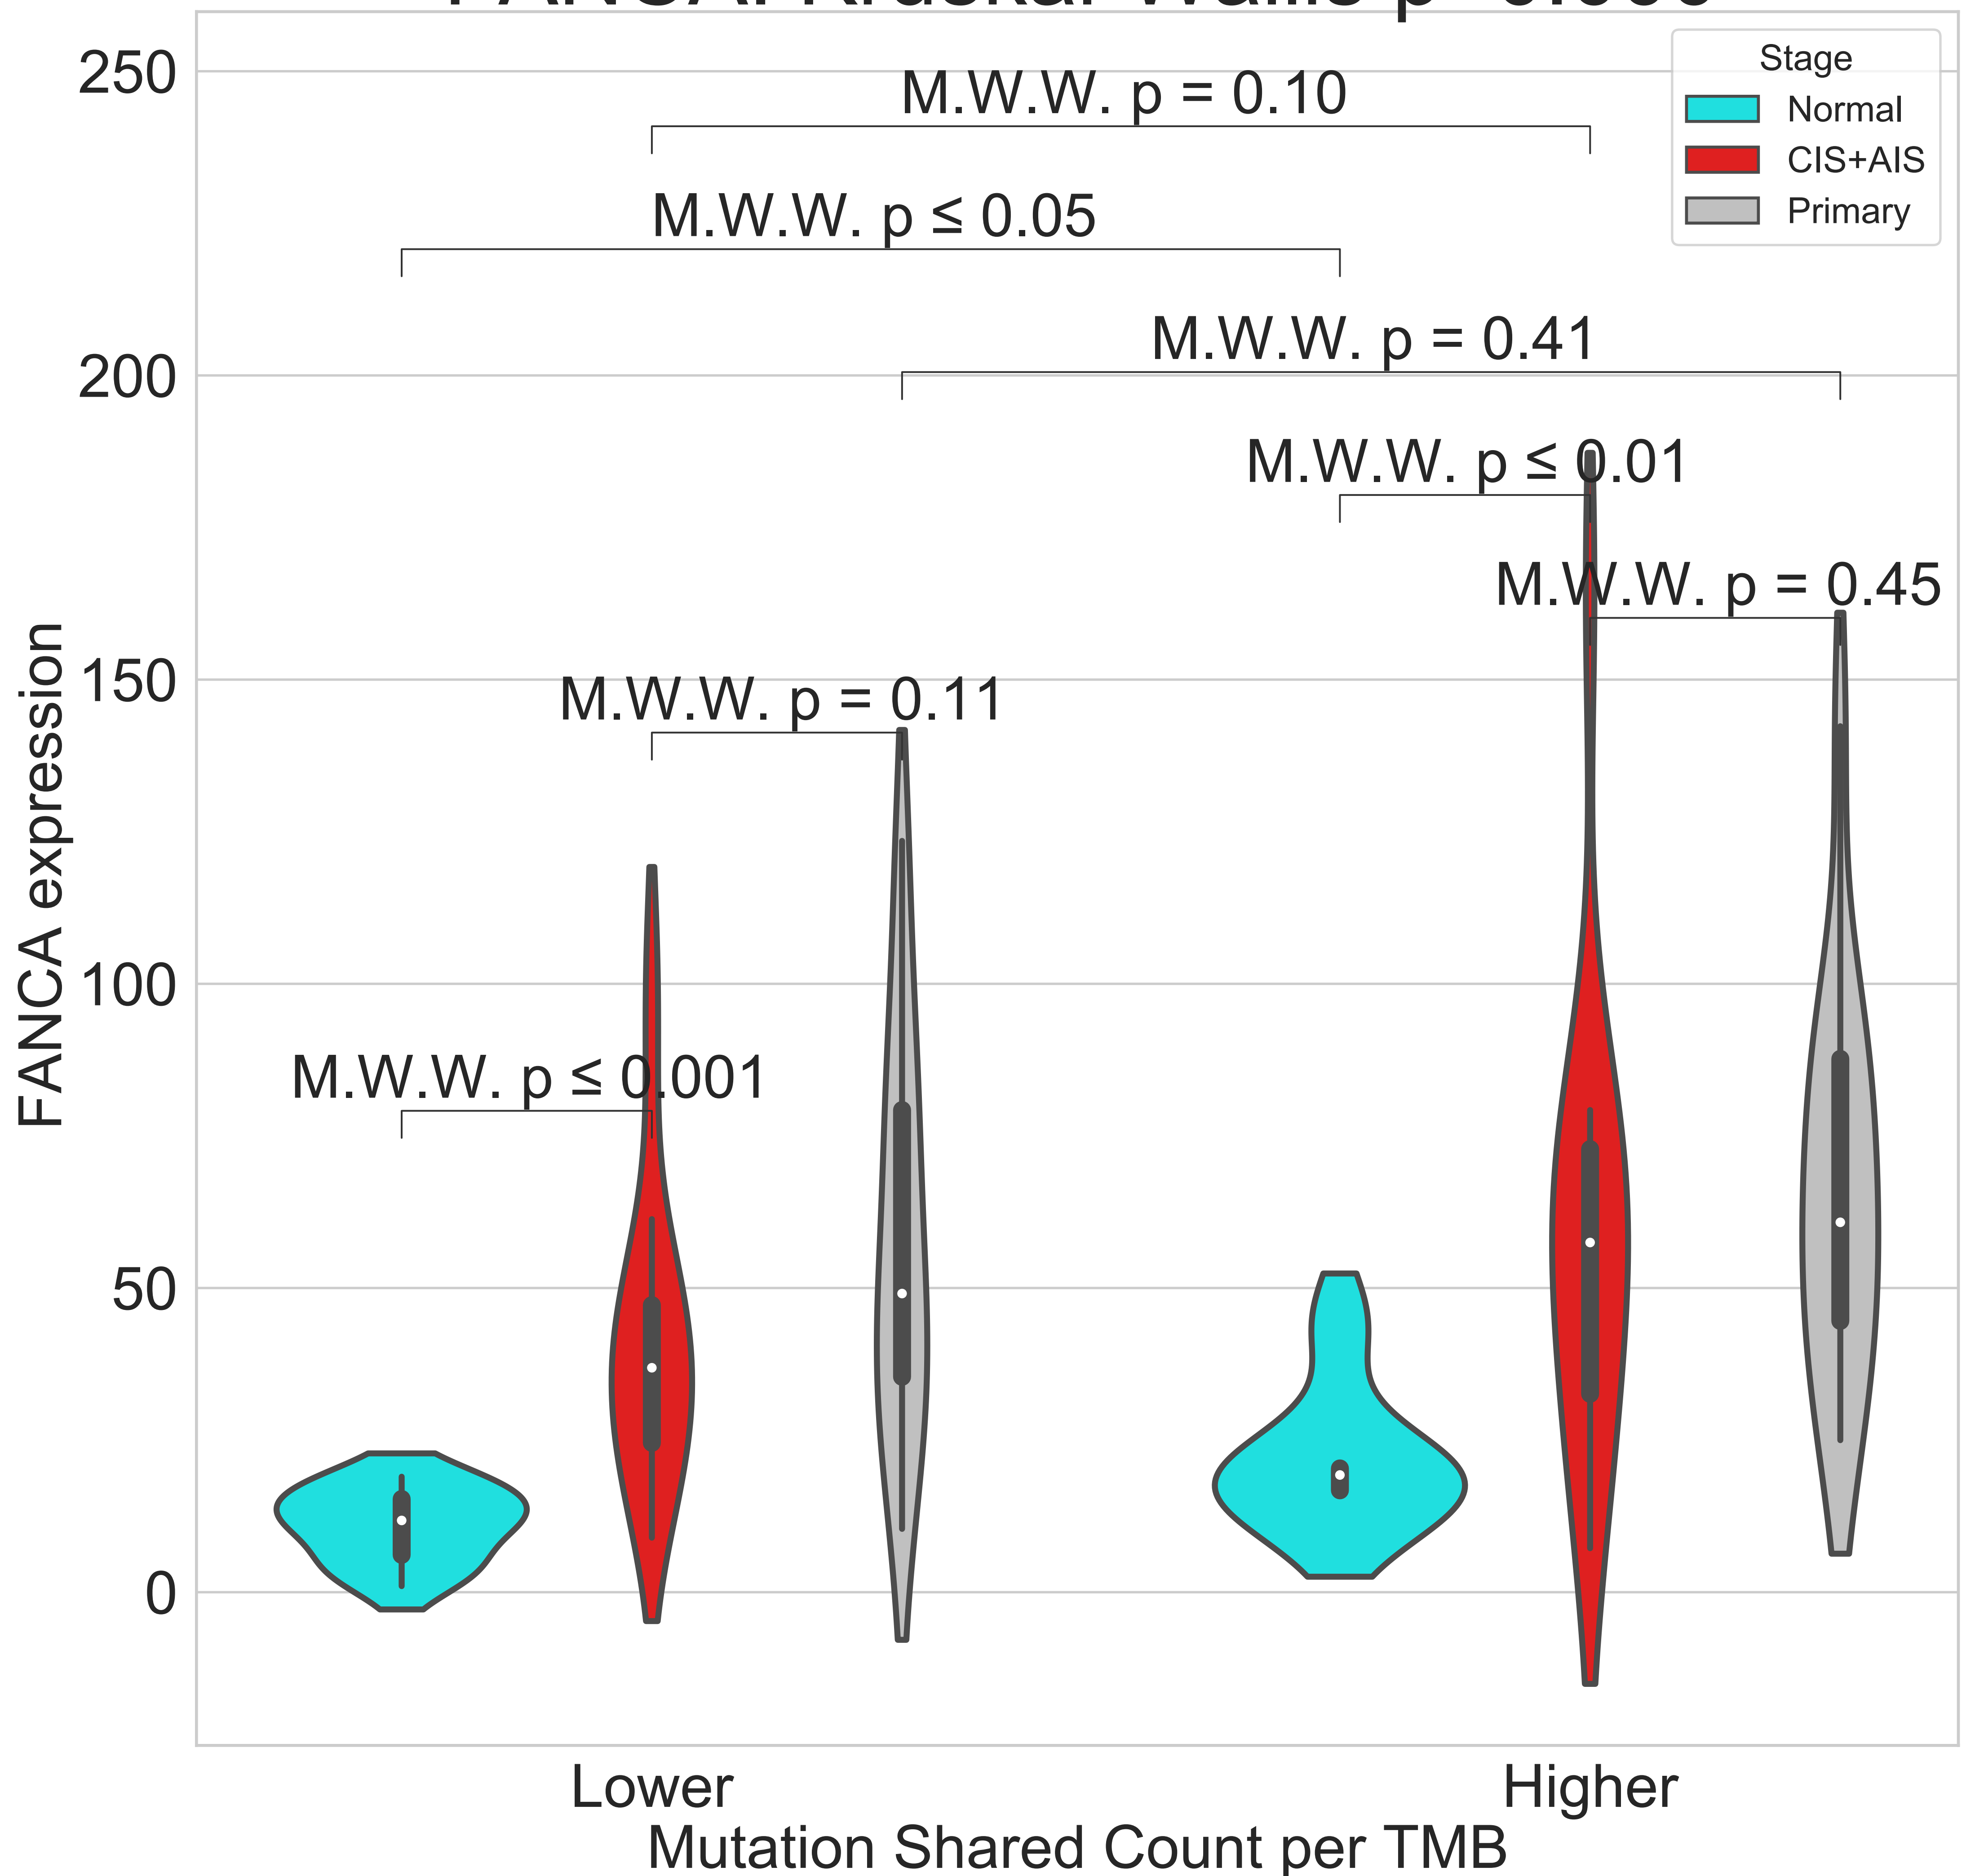 250
M.W.W. p = 0.10
Stage
Normal
CIS+AIS
Primary
M.W.W. p ≤ 0.05
M.W.W. p = 0.41
200
M.W.W. p ≤ 0.01
M.W.W. p = 0.45
150
M.W.W. p = 0.11
FANCA expression
100
M.W.W. p ≤ 0.001
50
0
Lower
Higher
Mutation Shared Count per TMB